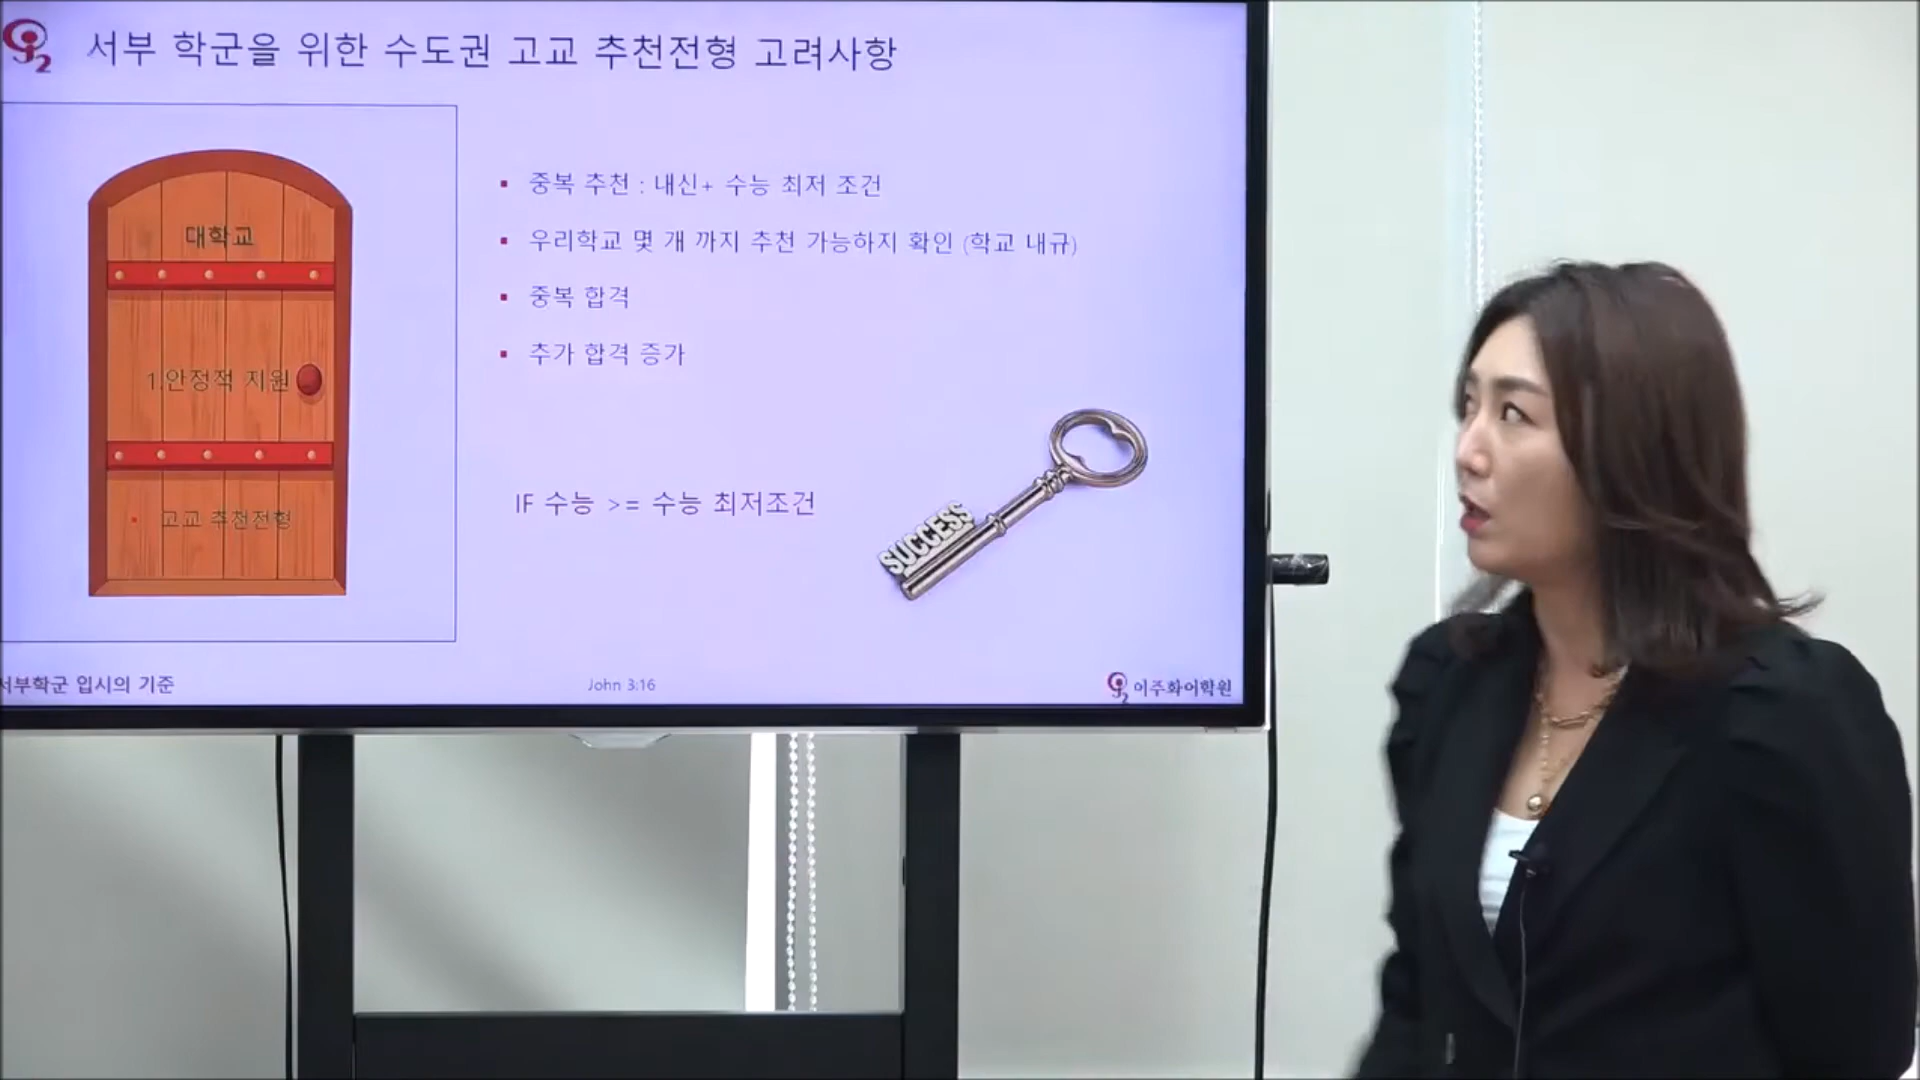 서부 학군을 위한 수도권 고교 추천전형 고려사항
대학교
1.안정적 지원
• 고교 추천전형
▪ 중복 추천 : 내신+ 수능 최저 조건
▪ 우리학교 몇 개 까지 추천 가능하지 확인 (학교 내규)
▪ 중복 합격
▪ 추가 합격 증가
IF 수능 >= 수능 최저조건
SUCCESS
서부학군 입시의 기준
John 3:16
이주화어학원